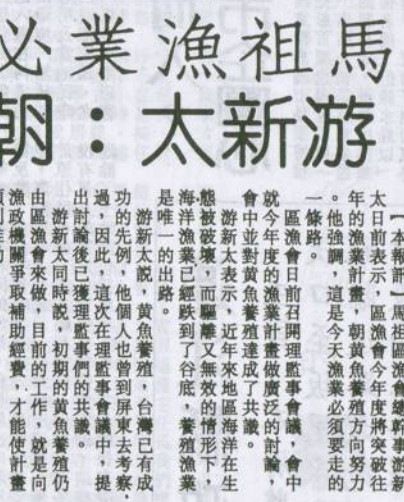 馬祖漁業必
游新太：朝
【本報訊】馬祖區漁會總幹事游新
太日前表示，區漁會今年度將突破往
年的漁業計畫，朝黃魚養殖方向努力
。他強調，這是今天漁業必須要走的
一條路。
區漁會日前召開理監事會議，會中
就今年度的漁業計畫做廣泛的討論，
會中並對黃魚養殖達成了共識。
游新太表示，近年來地區海洋在生
態被破壞，而驅離又無效的情形下，
海洋漁業已經跌到了谷底，養殖漁業
是唯一的出路。
游新太說，黃魚養殖，台灣已有成
功的先例，他個人也曾到屏東去考察，
過，因此，這次在理監事會議中，提
出討論後已獲理監事們的共識。
游新太同時說，初期的黃魚養殖仍
由區漁會來做，目前的工作，就是向
漁政機關爭取補助經費，才能使計畫